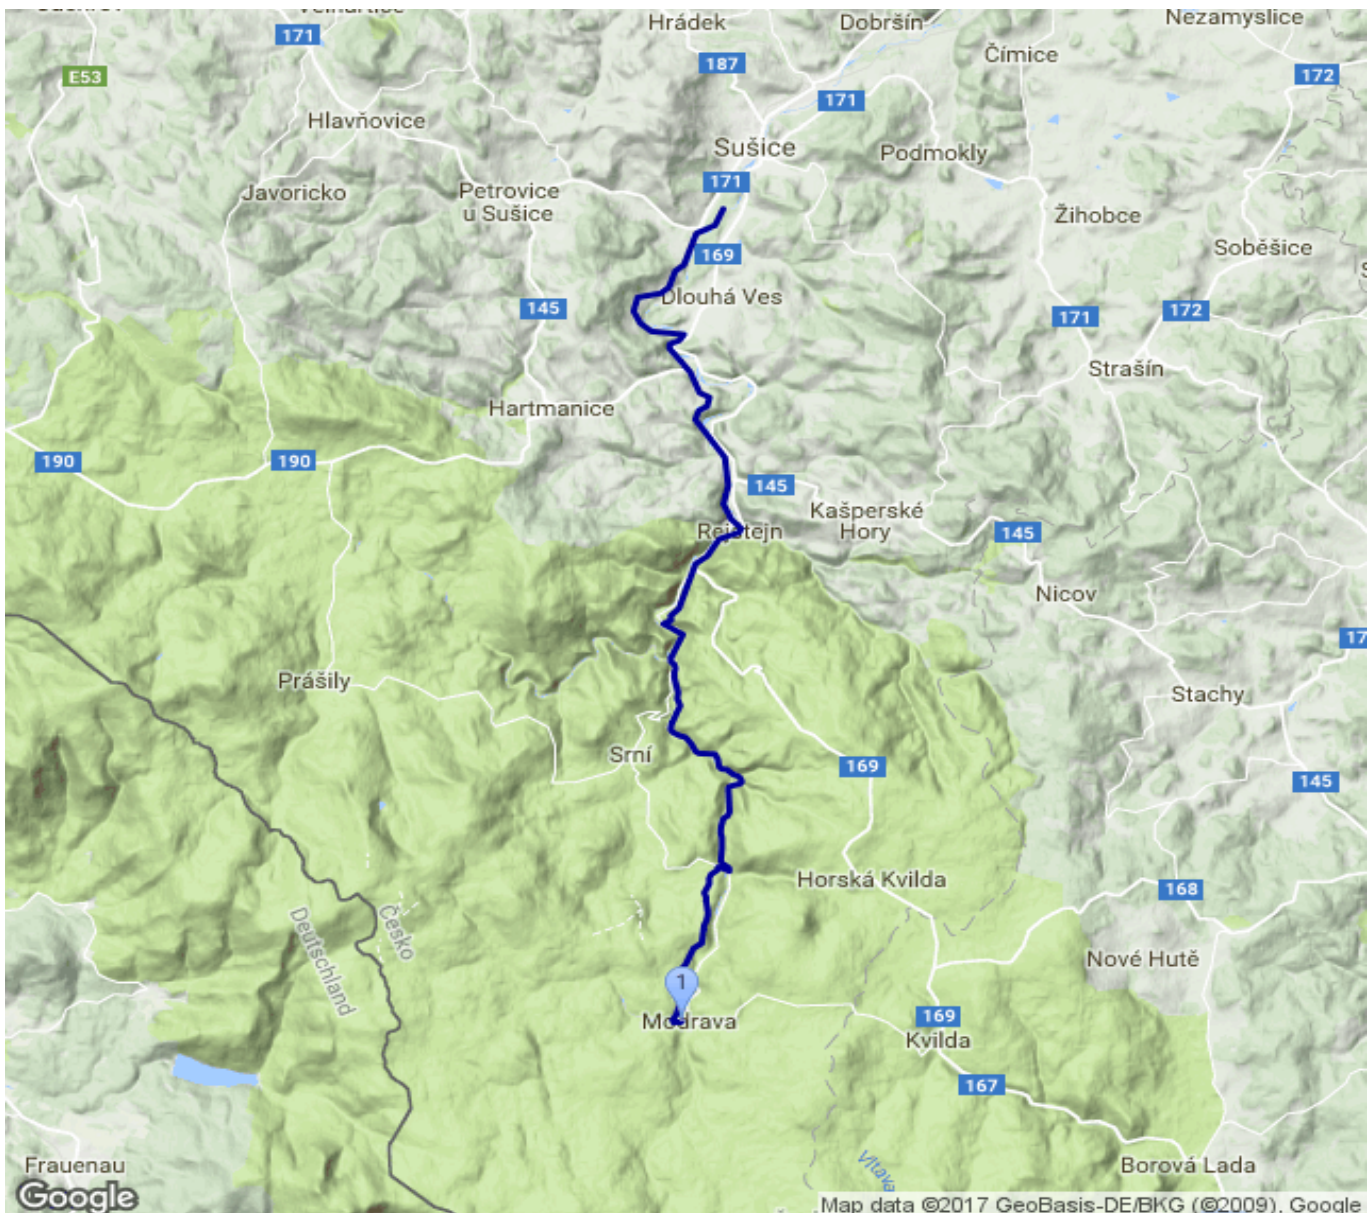 Hrádek
Dobršín
Nezamyslice
171
Čímice
E53
187
172
171
Hlavňovice
Sušice
Podmokly
171
Javoricko
Petrovice
u Sušice
Žihobce
Soběšice
169
Dlouhá Ves
145
172
171
Strašín
Hartmanice
190
190
145
Kašperské
Hory
Rejštejn
145
Nicov
Prášily
Stachy
Srní
169
145
Horská Kvilda
168
Deutschland
Česko
Nové Hutě
1
Modrava
169
Kvilda
167
Vltava
Frauenau
Borová Lada
Google
Map data ©2017 GeoBasis-DE/BKG (©2009), Google